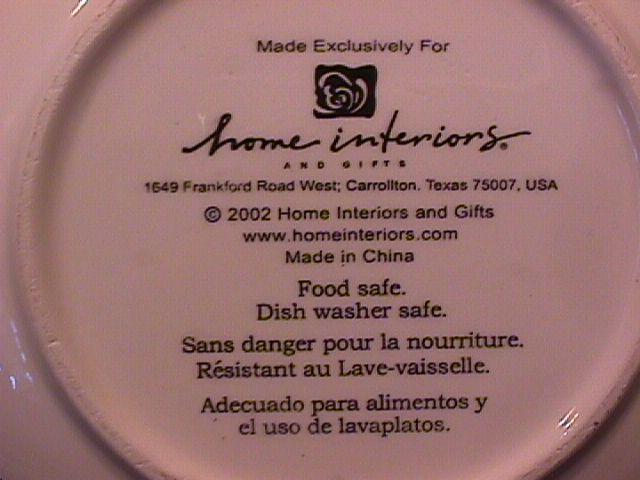 Made Exclusively For
home interiors®
AND GIFTS
1649 Frankford Road West; Carrollton, Texas 75007, USA
© 2002 Home Interiors and Gifts
www.homeinteriors.com
Made in China
Food safe.
Dish washer safe.
Sans danger pour la nourriture.
Résistant au Lave-vaisselle.
Adecuado para alimentos y
el uso de lavaplatos.